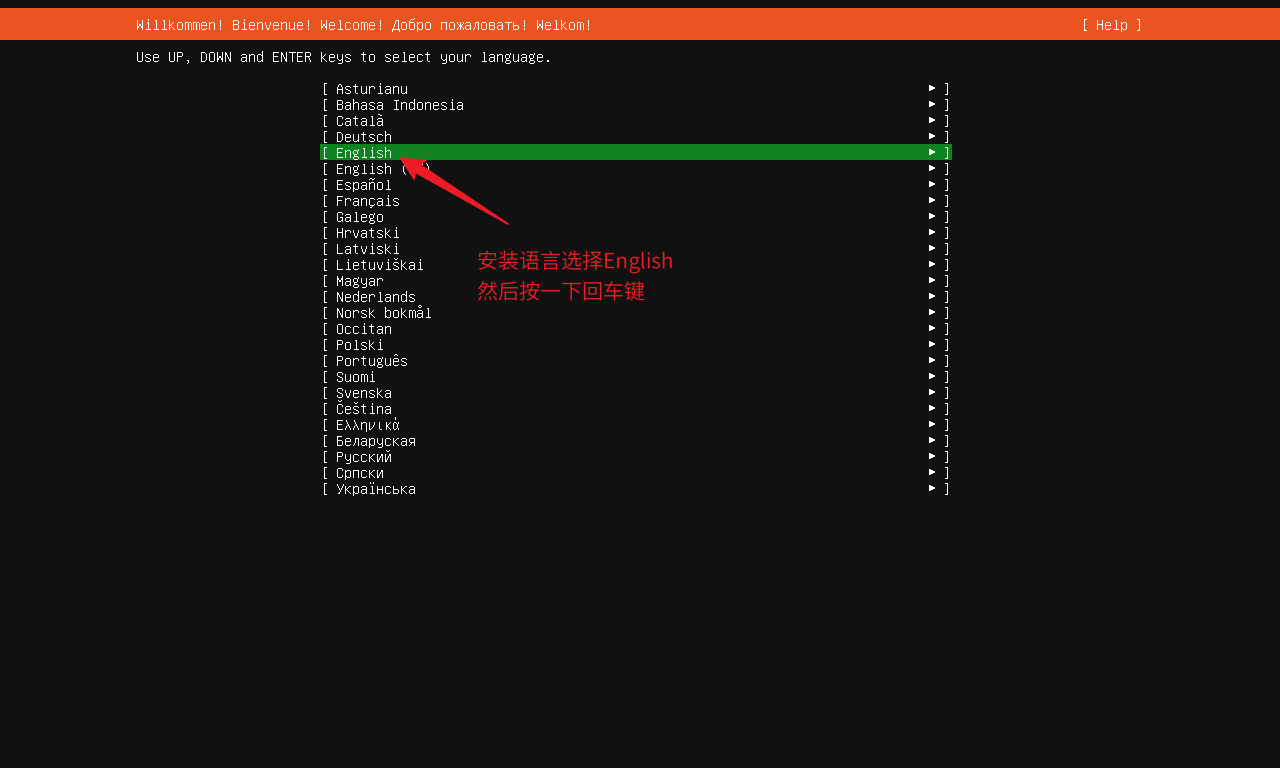 Willkommen! Bienvenue! Welcome! Добро пожаловать! Welkom! [ Help ]
Use UP, DOWN and ENTER keys to select your language.
[ Asturianu ► ]
[ Bahasa Indonesia ► ]
[ Català ► ]
[ Deutsch ► ]
[ English ► ]
[ English ( ) ► ]
[ Español ► ]
[ Français ► ]
[ Galego ► ]
[ Hrvatski ► ]
[ Latviski ► ]
[ Lietuviškai ► ]
[ Magyar ► ]
[ Nederlands ► ]
[ Norsk bokmål ► ]
[ Occitan ► ]
[ Polski ► ]
[ Português ► ]
[ Suomi ► ]
[ Svenska ► ]
[ Čeština ► ]
[ Ελληνικά ► ]
[ Беларуская ► ]
[ Русский ► ]
[ Српски ► ]
[ Українська ► ]
安装语言选择English
然后按一下回车键